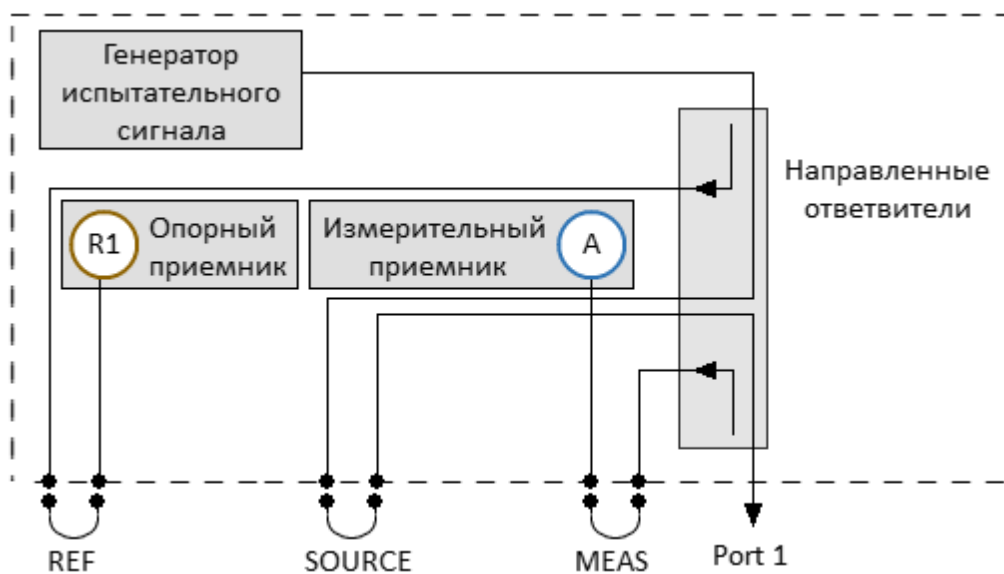 Генератор
испытательного
сигнала
Направленные
ответвители
R1
Опорный
приемник
Измерительный
приемник
A
REF
SOURCE
MEAS
Port 1